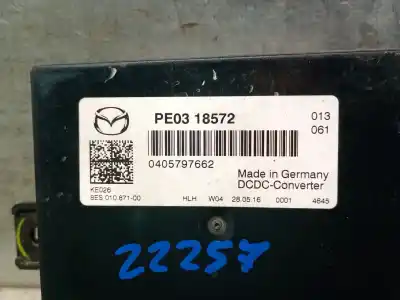 PE03 18572
013
061
0405797662
Made in Germany
DCDC-Converter
KE026
8ES 010 671-00
HLH W04 28.05.16 0001 4645
22257